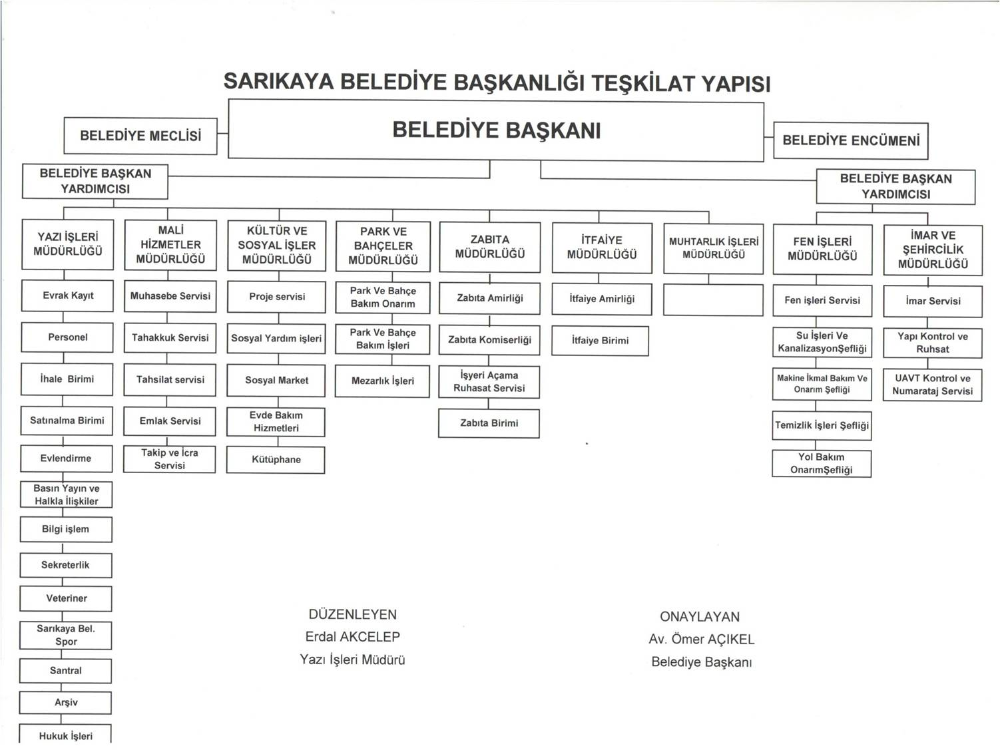 SARIKAYA BELEDİYE BAŞKANLIĞI TEŞKİLAT YAPISI
BELEDİYE MECLİSİ
BELEDİYE BAŞKANI
BELEDİYE ENCÜMENİ
BELEDİYE BAŞKAN
YARDIMCISI
BELEDİYE BAŞKAN
YARDIMCISI
YAZI İŞLERİ
MÜDÜRLÜĞÜ
Evrak Kayıt
Personel
İhale Birimi
Satınalma Birimi
Evlendirme
Basın Yayın ve
Halkla İlişkiler
Bilgi işlem
Sekreterlik
Veteriner
Sarıkaya Bel.
Spor
Santral
Arşiv
Hukuk İşleri
MALİ
HİZMETLER
MÜDÜRLÜĞÜ
Muhasebe Servisi
Tahakkuk Servisi
Tahsilat servisi
Emlak Servisi
Takip ve İcra
Servisi
KÜLTÜR VE
SOSYAL İŞLER
MÜDÜRLÜĞÜ
Proje servisi
Sosyal Yardım işleri
Sosyal Market
Evde Bakım
Hizmetleri
Kütüphane
PARK VE
BAHÇELER
MÜDÜRLÜĞÜ
Park Ve Bahçe
Bakım Onarım
Park Ve Bahçe
Bakım İşleri
Mezarlık İşleri
ZABITA
MÜDÜRLÜĞÜ
Zabıta Amirliği
Zabıta Komiserliği
İşyeri Açama
Ruhasat Servisi
Zabıta Birimi
İTFAİYE
MÜDÜRLÜĞÜ
İtfaiye Amirliği
İtfaiye Birimi
MUHTARLIK İŞLERİ
MÜDÜRLÜĞÜ
FEN İŞLERİ
MÜDÜRLÜĞÜ
Fen işleri Servisi
Su İşleri Ve
KanalizasyonŞefliği
Makine İkmal Bakım Ve
Onarım Şefliği
Temizlik İşleri Şefliği
Yol Bakım
OnarımŞefliği
İMAR VE
ŞEHİRCİLİK
MÜDÜRLÜĞÜ
İmar Servisi
Yapı Kontrol ve
Ruhsat
UAVT Kontrol ve
Numarataj Servisi
DÜZENLEYEN
Erdal AKCELEP
Yazı İşleri Müdürü
ONAYLAYAN
Av. Ömer AÇIKEL
Belediye Başkanı